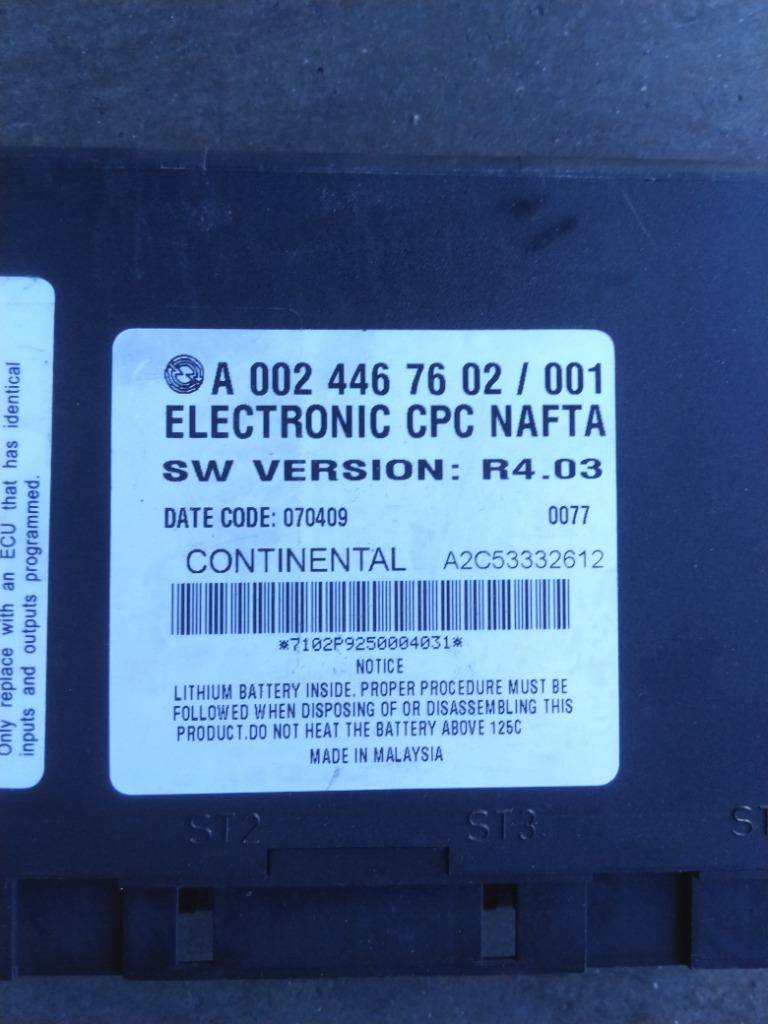 Only replace with an ECU that has identical
inputs and outputs programmed.
A 002 446 76 02 / 001
ELECTRONIC CPC NAFTA
SW VERSION: R4.03
DATE CODE: 070409 0077
CONTINENTAL A2C53332612
*7102P9250004031*
NOTICE
LITHIUM BATTERY INSIDE. PROPER PROCEDURE MUST BE
FOLLOWED WHEN DISPOSING OF OR DISASSEMBLING THIS
PRODUCT.DO NOT HEAT THE BATTERY ABOVE 125C
MADE IN MALAYSIA
ST2 ST3 ST